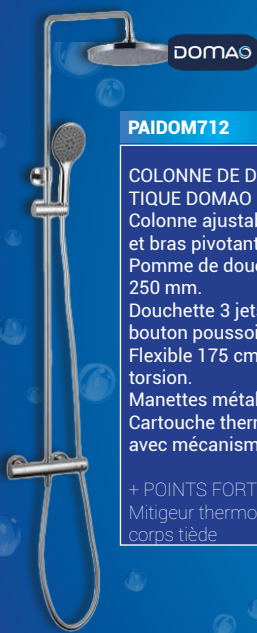 DOMAO
PAIDOM712
COLONNE DE D
TIQUE DOMAO
Colonne ajustal
et bras pivotant
Pomme de douc
250 mm.
Douchette 3 jet
bouton poussoi
Flexible 175 cm
torsion.
Manettes métal
Cartouche therm
avec mécanism
+ POINTS FORT
Mitigeur thermo
corps tiède